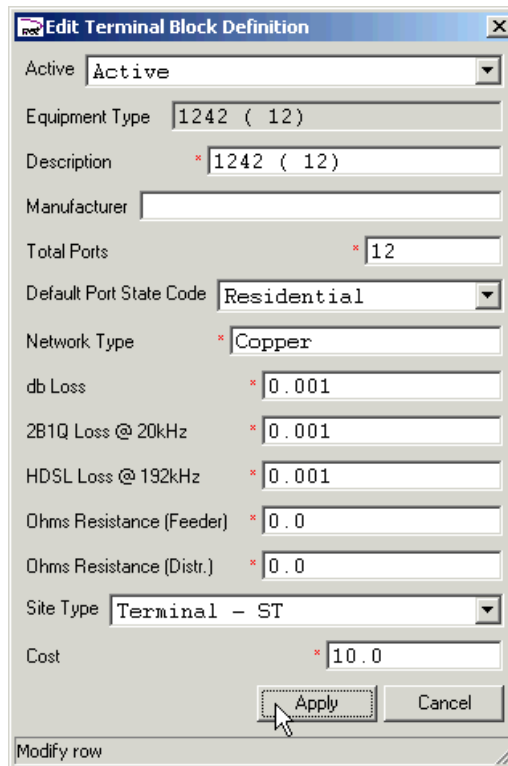 Edit Terminal Block Definition
Active Active
Equipment Type 1242 ( 12)
Description * 1242 ( 12)
Manufacturer
Total Ports * 12
Default Port State Code Residential
Network Type * Copper
db Loss * 0.001
2B1Q Loss @ 20kHz * 0.001
HDSL Loss @ 192kHz * 0.001
Ohms Resistance (Feeder) * 0.0
Ohms Resistance (Distr.) * 0.0
Site Type Terminal - ST
Cost * 10.0
Apply Cancel
Modify row